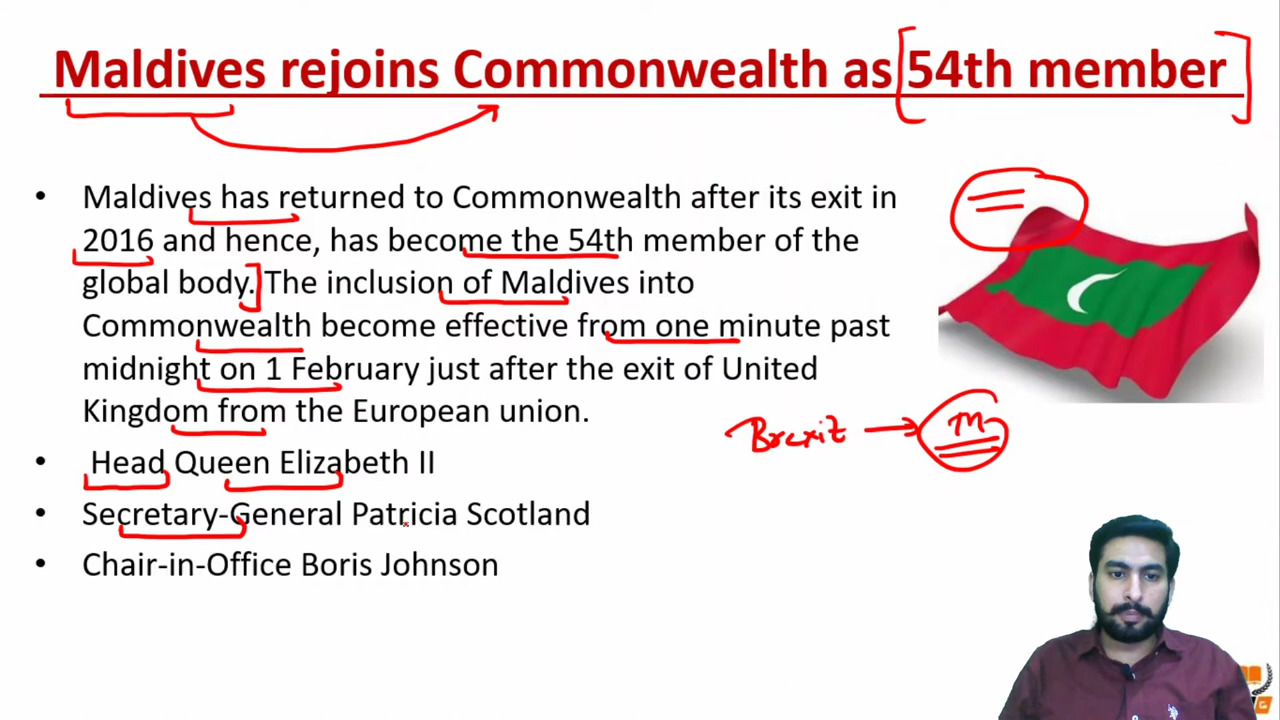 Maldives rejoins Commonwealth as 54th member
• Maldives has returned to Commonwealth after its exit in
2016 and hence, has become the 54th member of the
global body. The inclusion of Maldives into
Commonwealth become effective from one minute past
midnight on 1 February just after the exit of United
Kingdom from the European union.
Brexit → M
• Head Queen Elizabeth II
• Secretary-General Patricia Scotland
• Chair-in-Office Boris Johnson